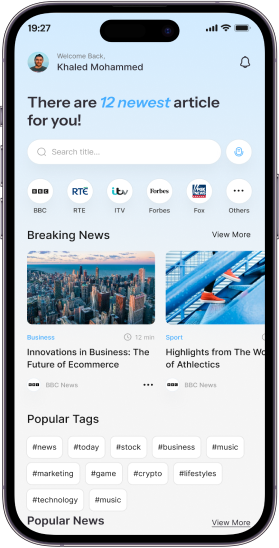 19:27
Welcome Back,
Khaled Mohammed
There are 12 newest article
for you!
Search title...
BBC RTÉ itv Forbes FOX NEWS
BBC RTE ITV Forbes Fox Others
Breaking News View More
Business 12 min Sport
Innovations in Business: The Highlights from The Wo
Future of Ecommerce of Athlectics
BBC BBC News BBC BBC News
Popular Tags
#news #today #stock #business #music
#marketing #game #crypto #lifestyles
#technology #music
Popular News View More